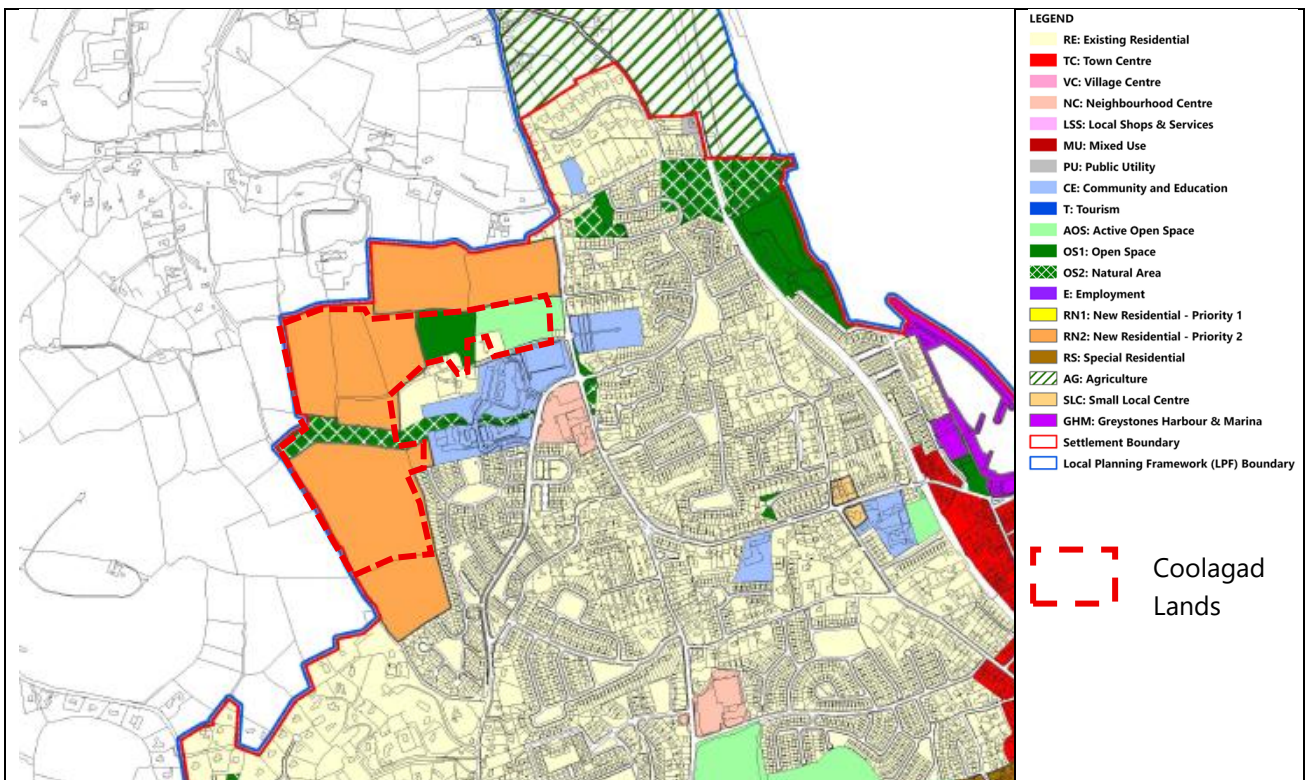 LEGEND
RE: Existing Residential
TC: Town Centre
VC: Village Centre
NC: Neighbourhood Centre
LSS: Local Shops & Services
MU: Mixed Use
PU: Public Utility
CE: Community and Education
T: Tourism
AOS: Active Open Space
OS1: Open Space
OS2: Natural Area
E: Employment
RN1: New Residential - Priority 1
RN2: New Residential - Priority 2
RS: Special Residential
AG: Agriculture
SLC: Small Local Centre
GHM: Greystones Harbour & Marina
Settlement Boundary
Local Planning Framework (LPF) Boundary
Coolagad
Lands